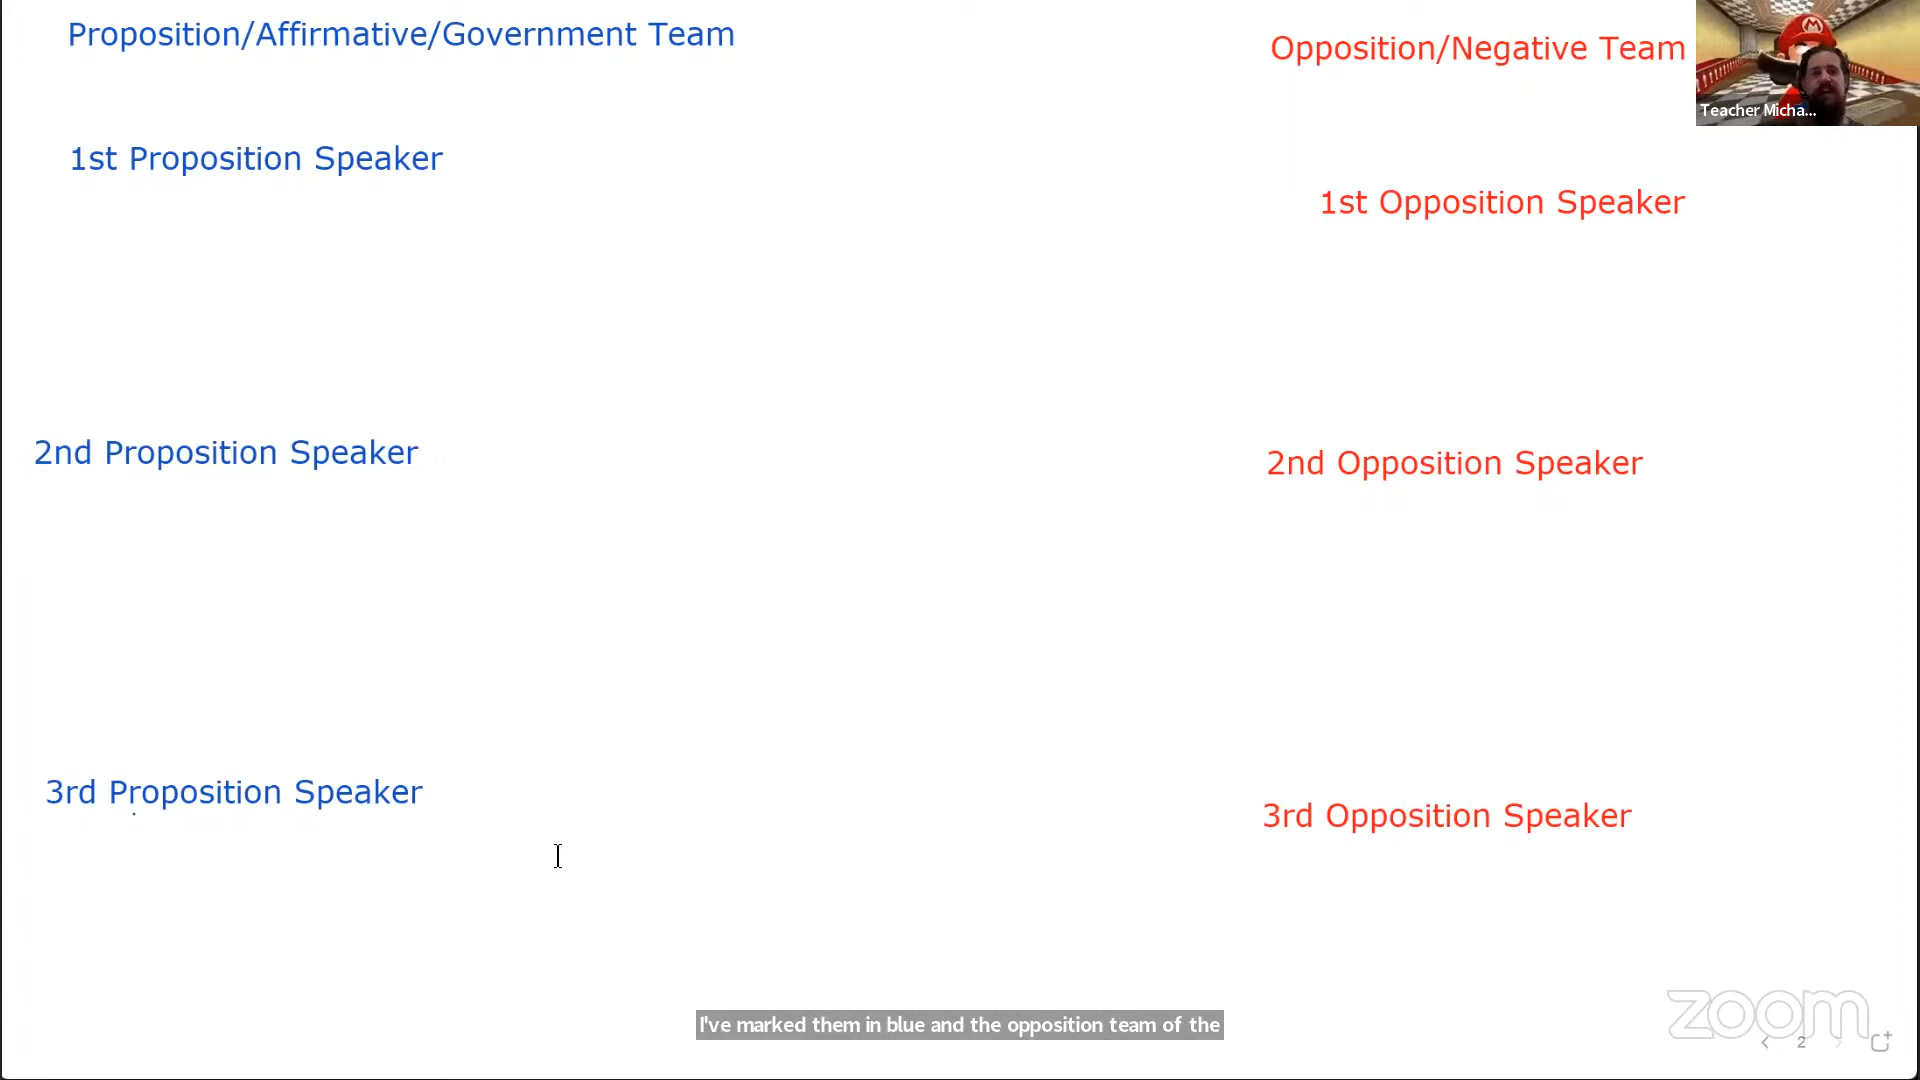 Proposition/Affirmative/Government Team
Opposition/Negative Team
Teacher Micha...
1st Proposition Speaker
1st Opposition Speaker
2nd Proposition Speaker
2nd Opposition Speaker
3rd Proposition Speaker
3rd Opposition Speaker
I've marked them in blue and the opposition team of the
zoom
2